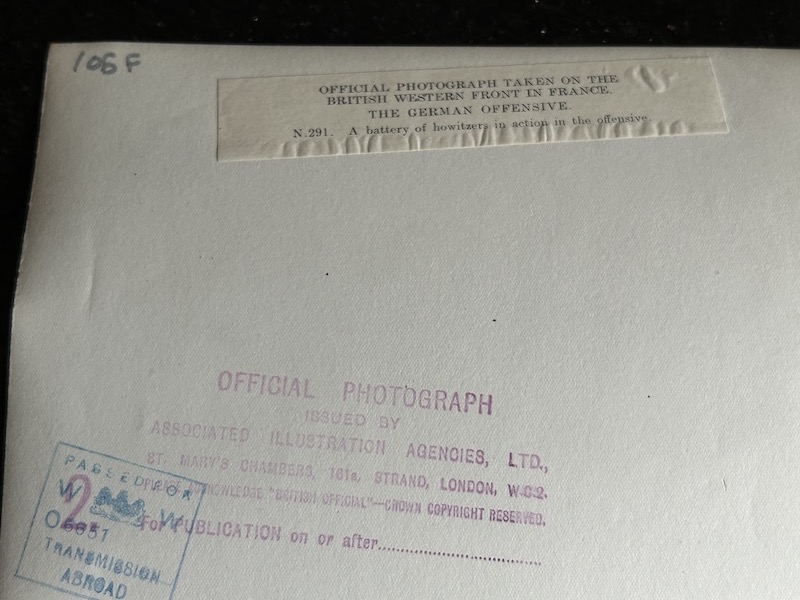 106F
OFFICIAL PHOTOGRAPH TAKEN ON THE
BRITISH WESTERN FRONT IN FRANCE.
THE GERMAN OFFENSIVE.
N.291. A battery of howitzers in action in the offensive.
OFFICIAL PHOTOGRAPH
ISSUED BY
ASSOCIATED ILLUSTRATION AGENCIES, LTD.,
ST. MARY'S CHAMBERS, 161a, STRAND, LONDON, W.C.2.
ACKNOWLEDGE "BRITISH OFFICIAL"—CROWN COPYRIGHT RESERVED.
For PUBLICATION on or after
PASSED FOR
2
W W
O
TRANSMISSION
ABROAD